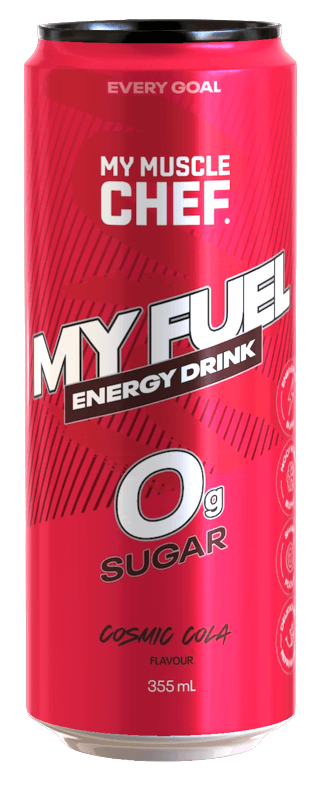 EVERY GOAL
MY MUSCLE
CHEF.
MY FUEL
ENERGY DRINK
0g
SUGAR
COSMIC COLA
FLAVOUR
355 mL